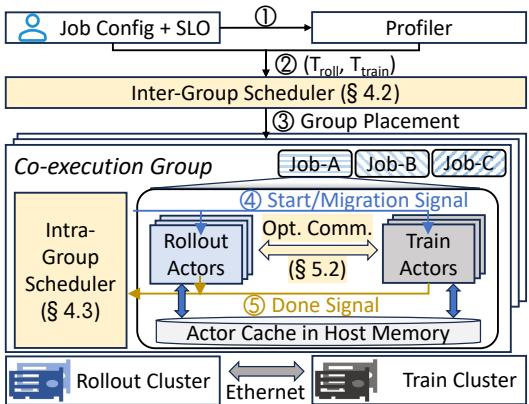 Job Config + SLO
①
Profiler
② (T_roll, T_train)
Inter-Group Scheduler (§ 4.2)
③ Group Placement
Co-execution Group
Job-A
Job-B
Job-C
④ Start/Migration Signal
Intra-
Group
Scheduler
(§ 4.3)
Rollout
Actors
Opt. Comm.
(§ 5.2)
Train
Actors
⑤ Done Signal
Actor Cache in Host Memory
Rollout Cluster
Ethernet
Train Cluster